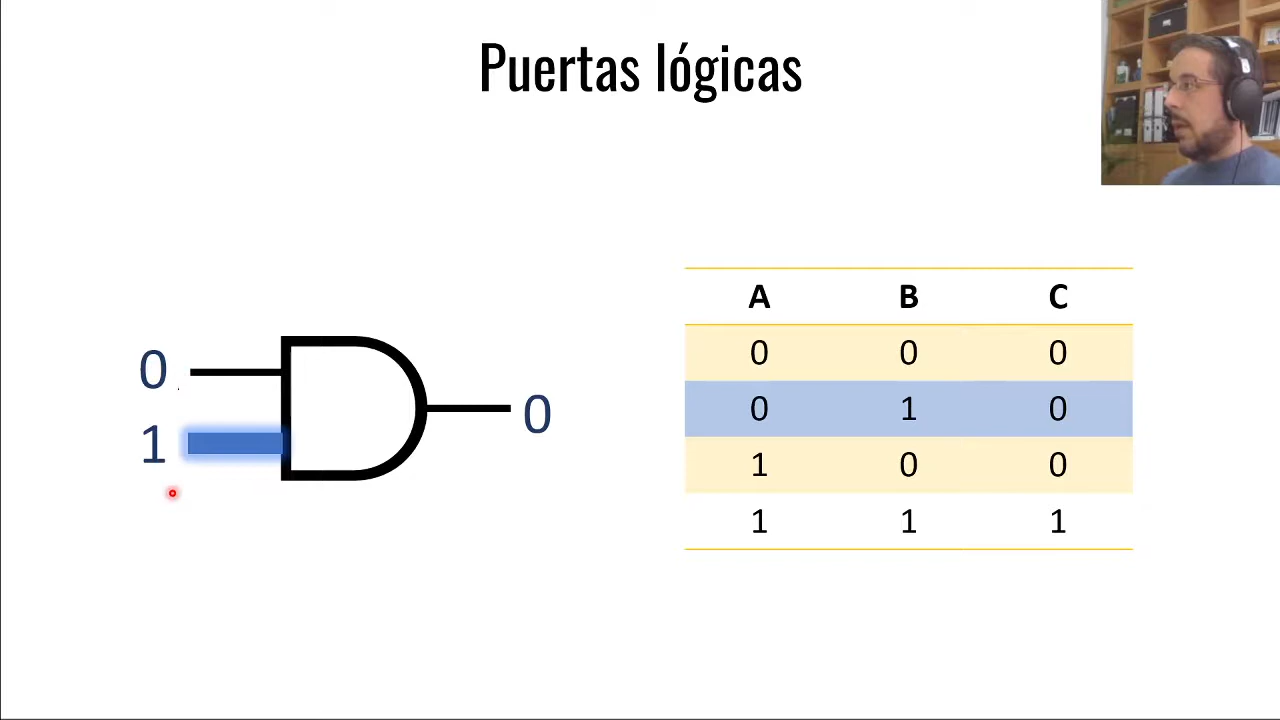 Puertas lógicas
0
1
0
A B C
0 0 0
0 1 0
1 0 0
1 1 1